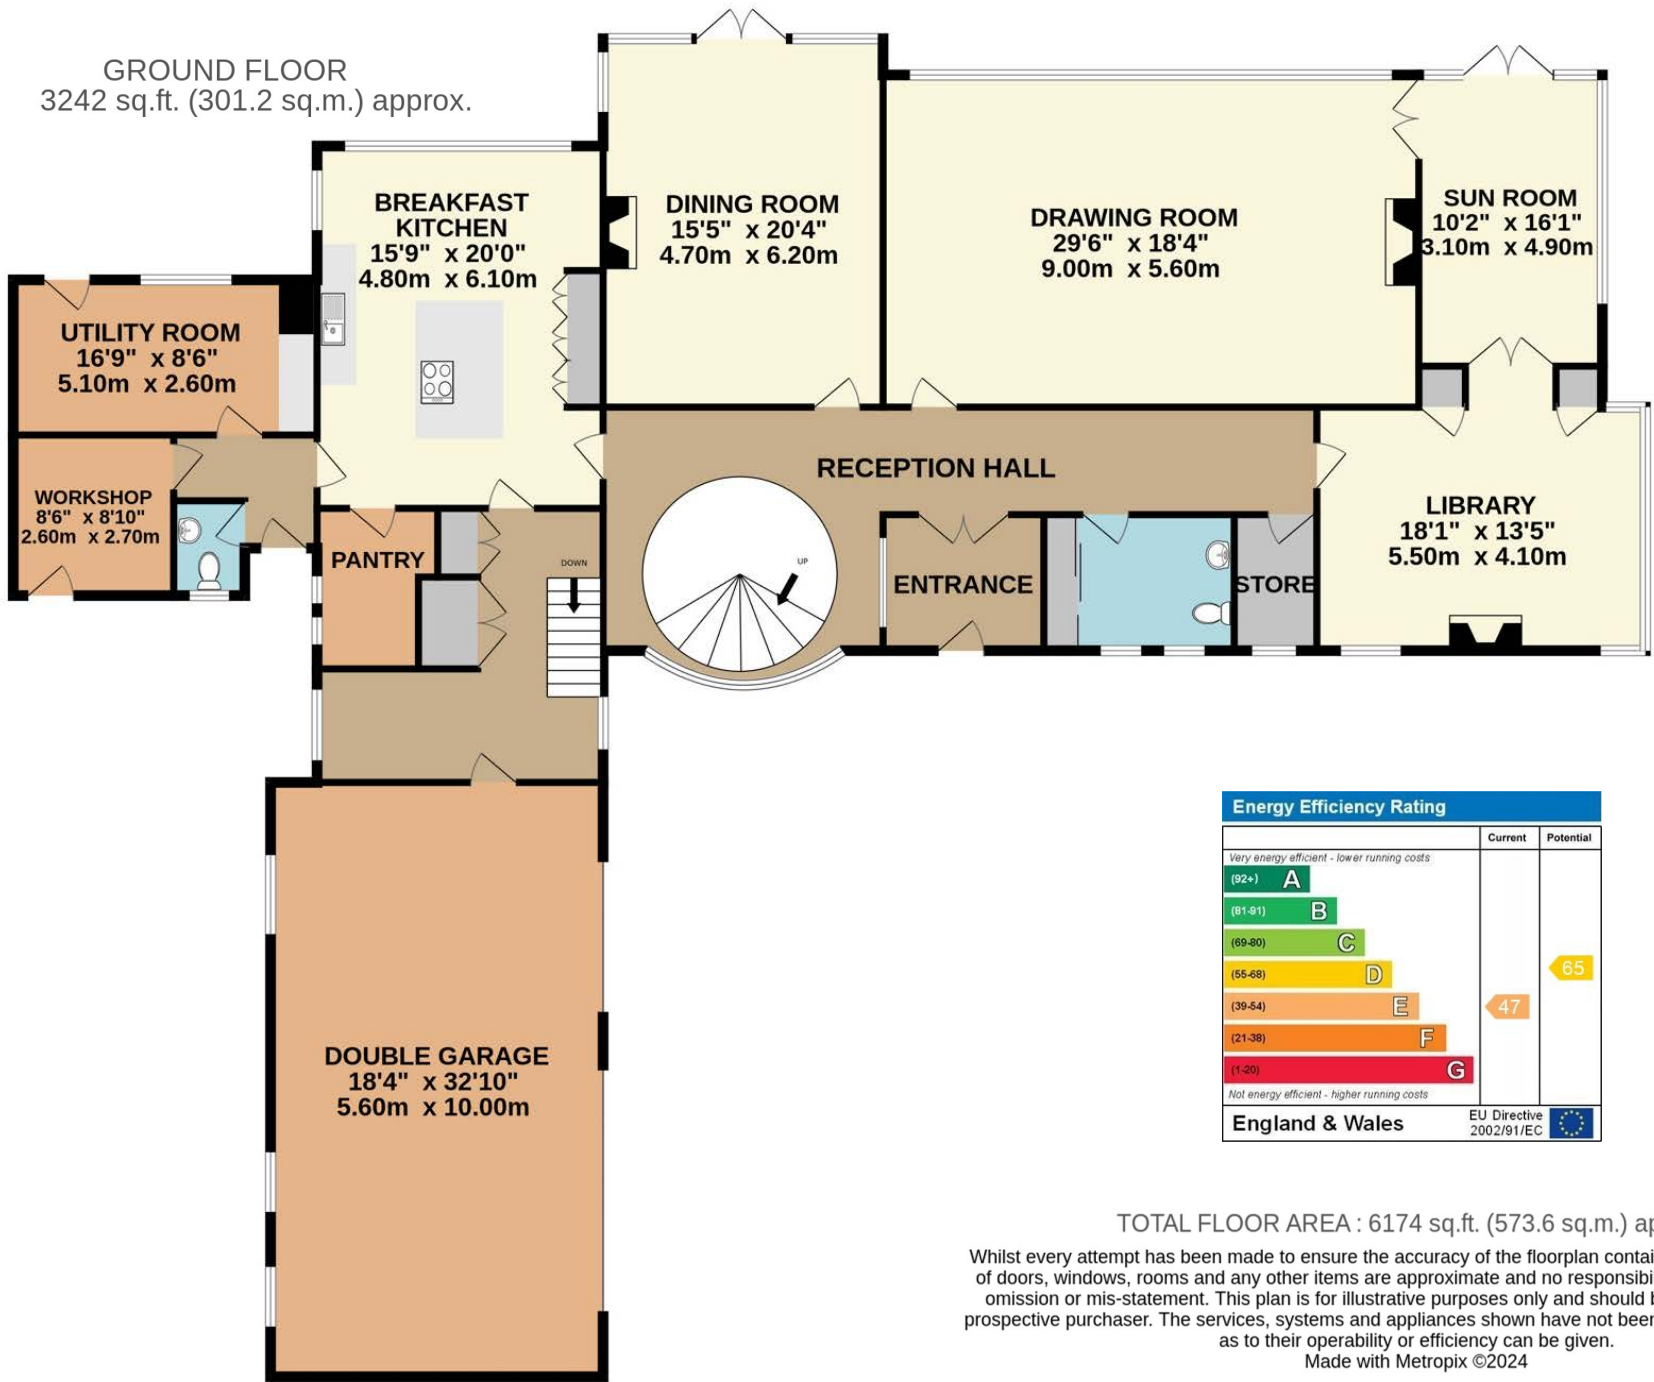 GROUND FLOOR
3242 sq.ft. (301.2 sq.m.) approx.
BREAKFAST
KITCHEN
15'9" x 20'0"
4.80m x 6.10m
DINING ROOM
15'5" x 20'4"
4.70m x 6.20m
DRAWING ROOM
29'6" x 18'4"
9.00m x 5.60m
SUN ROOM
10'2" x 16'1"
3.10m x 4.90m
UTILITY ROOM
16'9" x 8'6"
5.10m x 2.60m
WORKSHOP
8'6" x 8'10"
2.60m x 2.70m
PANTRY
DOWN
RECEPTION HALL
UP
ENTRANCE
STORE
LIBRARY
18'1" x 13'5"
5.50m x 4.10m
DOUBLE GARAGE
18'4" x 32'10"
5.60m x 10.00m
Energy Efficiency Rating
Current Potential
Very energy efficient - lower running costs
(92+) A
(81-91) B
(69-80) C
(55-68) D
65
(39-54) E
47
(21-38) F
(1-20) G
Not energy efficient - higher running costs
England & Wales
EU Directive
2002/91/EC
TOTAL FLOOR AREA : 6174 sq.ft. (573.6 sq.m.) ap
Whilst every attempt has been made to ensure the accuracy of the floorplan contai
of doors, windows, rooms and any other items are approximate and no responsibi
omission or mis-statement. This plan is for illustrative purposes only and should b
prospective purchaser. The services, systems and appliances shown have not been
as to their operability or efficiency can be given.
Made with Metropix ©2024